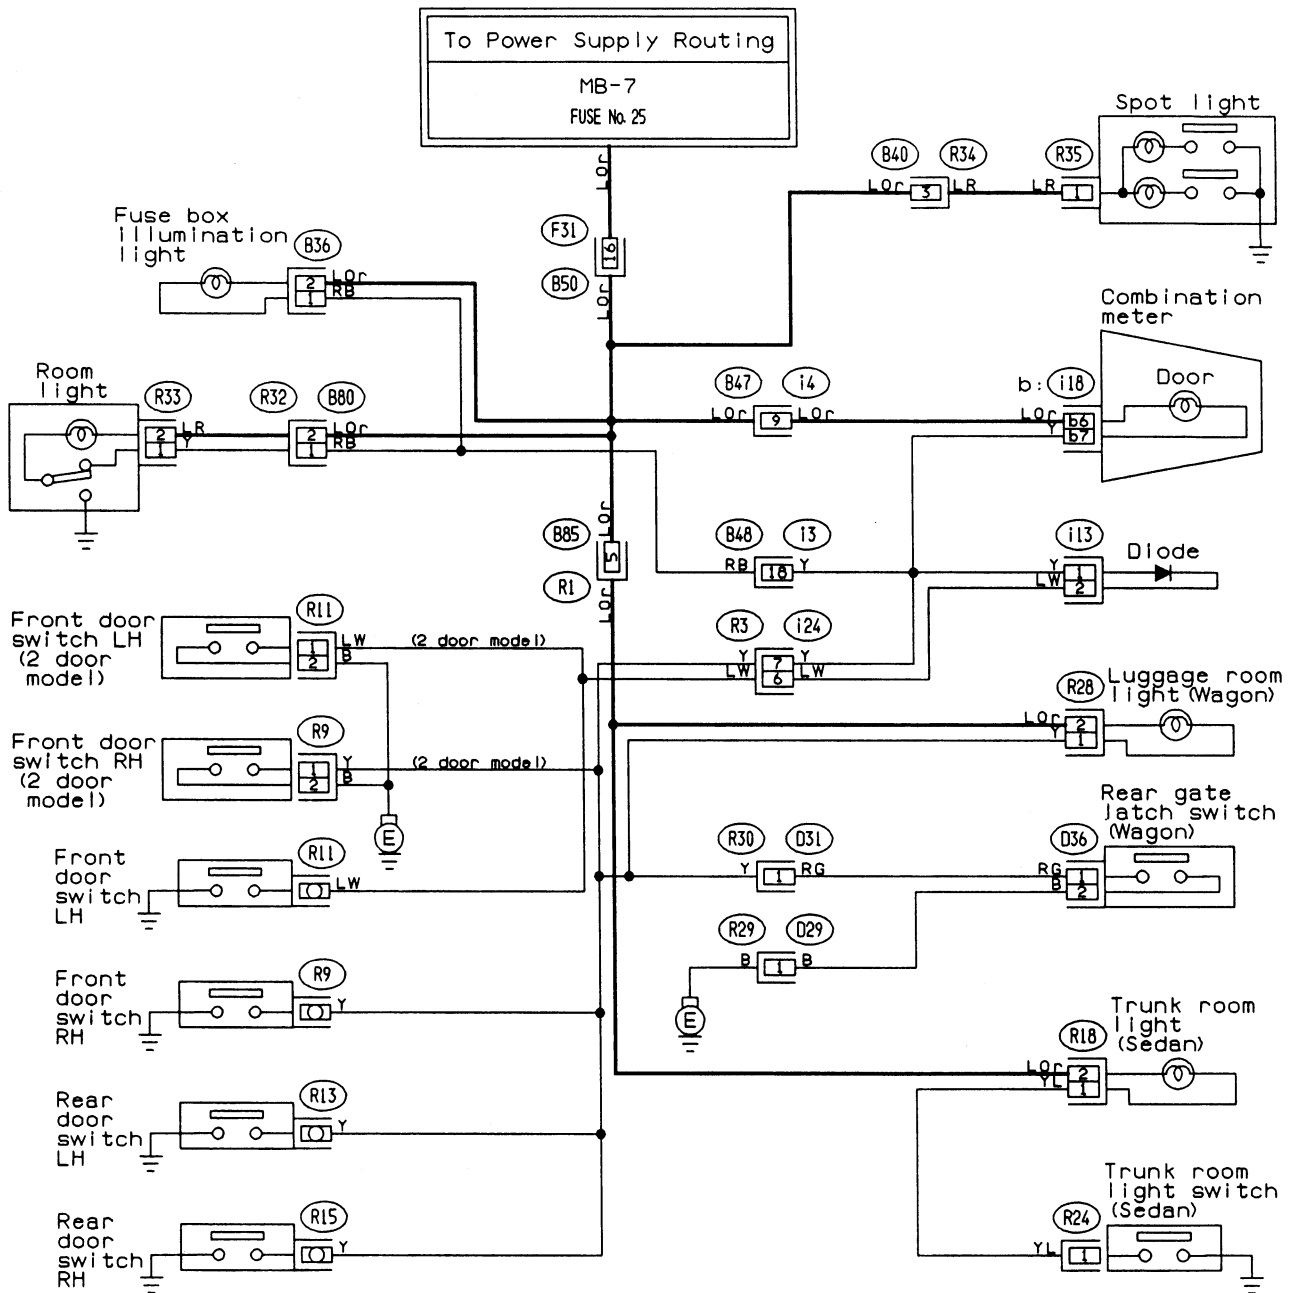 To Power Supply Routing
MB-7
FUSE No. 25
LOr
Spot light
B40 R34 R35
LOr 3 LR LR 1
Fuse box
illumination
light
B36
2 LOr
1 RB
F31
16
B50
LOr
Combination
meter
Room
light
R33 R32 B80
2 LR 2 LOr
1 Y 1 RB
B47 i4 b: i18
LOr 9 LOr LOr b6
Y b7
Door
LOr
B85
5
R1
LOr
B48 i3 i13
RB 18 Y Y 1
LW 2
Diode
Front door
switch LH
(2 door
model)
R11
1 LW (2 door model)
2 B
R3 i24
Y 7 Y
LW 6 LW
R28
Luggage room
light (Wagon)
LOr 2
Y 1
Front door
switch RH
(2 door
model)
R9
1 Y (2 door model)
2 B
E
Rear gate
latch switch
(Wagon)
R30 D31 D36
Y 1 RG RG 1
B 2
Front
door
switch
LH
R11
LW
R29 D29
B 1 B
E
Front
door
switch
RH
R9
Y
Trunk room
light
(Sedan)
R18
LOr 2
YL 1
Rear
door
switch
LH
R13
Y
Trunk room
light switch
(Sedan)
R24
YL 1
Rear
door
switch
RH
R15
Y